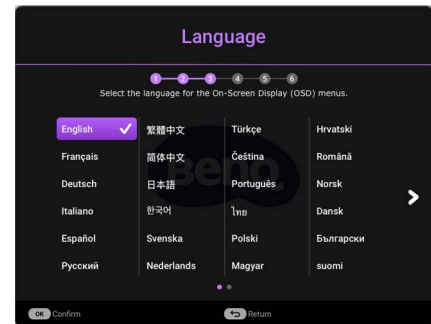 Language
1 2 3 4 5 6
Select the language for the On-Screen Display (OSD) menus.
English 繁體中文 Türkçe Hrvatski
Français 简体中文 Čeština Română
Deutsch 日本語 Português Norsk
Italiano 한국어 ไทย Dansk
Español Svenska Polski Български
Русский Nederlands Magyar suomi
BenQ
OK Confirm Return